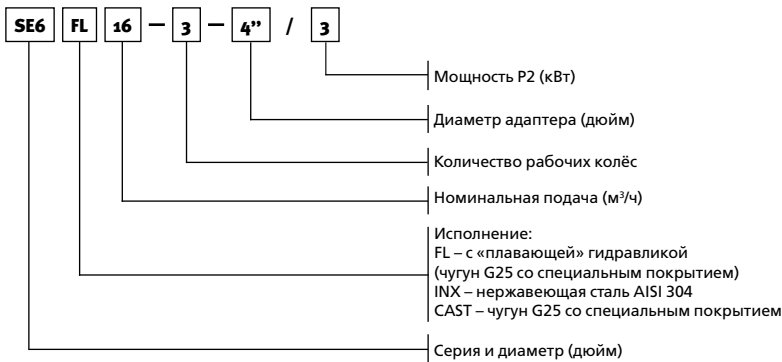 SE6 FL 16 – 3 – 4” / 3
Мощность P2 (кВт)
Диаметр адаптера (дюйм)
Количество рабочих колёс
Номинальная подача (м³/ч)
Исполнение:
FL – с «плавающей» гидравликой
(чугун G25 со специальным покрытием)
INX – нержавеющая сталь AISI 304
CAST – чугун G25 со специальным покрытием
Серия и диаметр (дюйм)